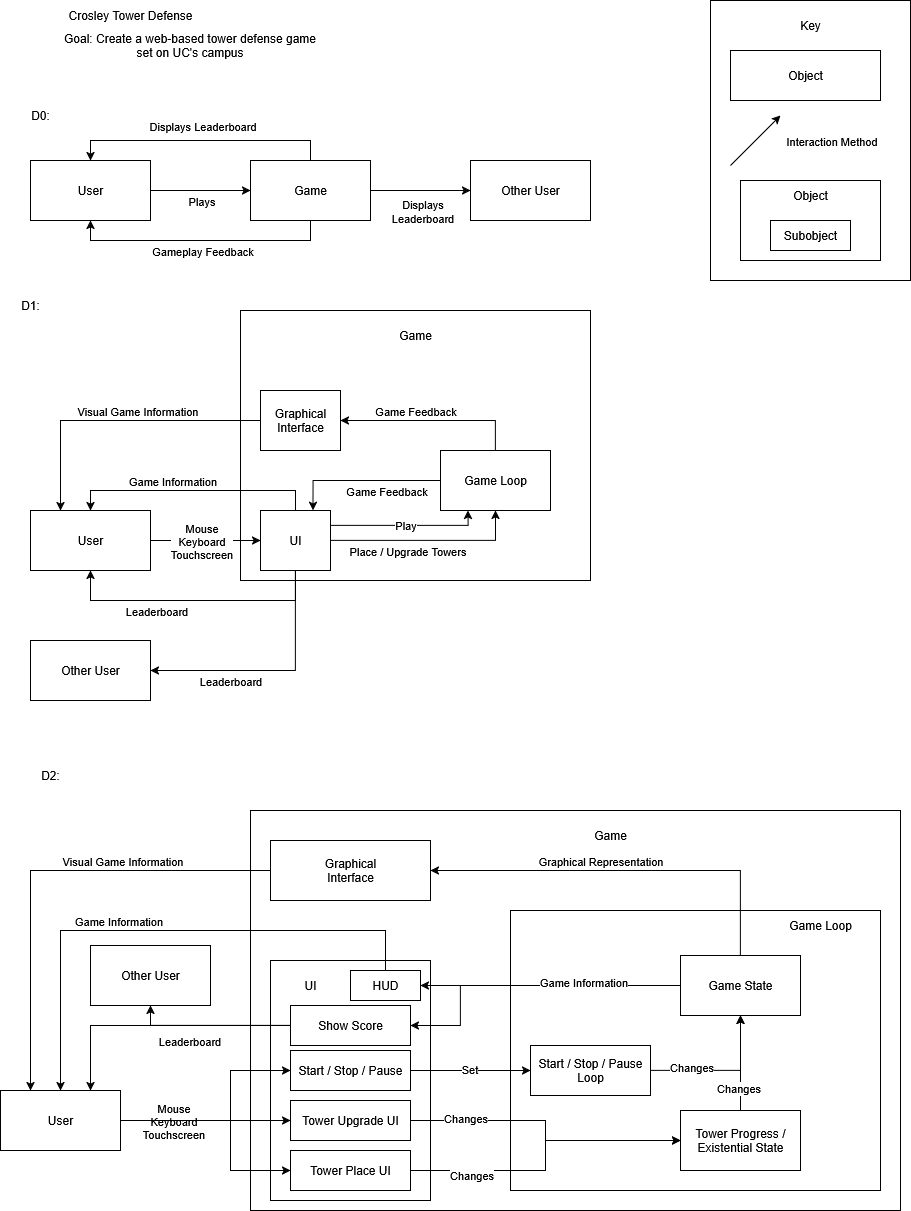 Crosley Tower Defense
Goal: Create a web-based tower defense game
set on UC's campus
Key
Object
Interaction Method
Object
Subobject
D0:
Displays Leaderboard
User
Plays
Game
Displays
Leaderboard
Other User
Gameplay Feedback
D1:
Game
Visual Game Information
Graphical
Interface
Game Feedback
Game Loop
Game Information
Game Feedback
User
Mouse
Keyboard
Touchscreen
UI
Play
Place / Upgrade Towers
Leaderboard
Other User
Leaderboard
D2:
Game
Visual Game Information
Graphical
Interface
Graphical Representation
Game Information
Game Loop
Other User
UI
HUD
Game Information
Game State
Show Score
Leaderboard
Start / Stop / Pause
Set
Start / Stop / Pause
Loop
Changes
Changes
User
Mouse
Keyboard
Touchscreen
Tower Upgrade UI
Changes
Tower Progress /
Existential State
Tower Place UI
Changes